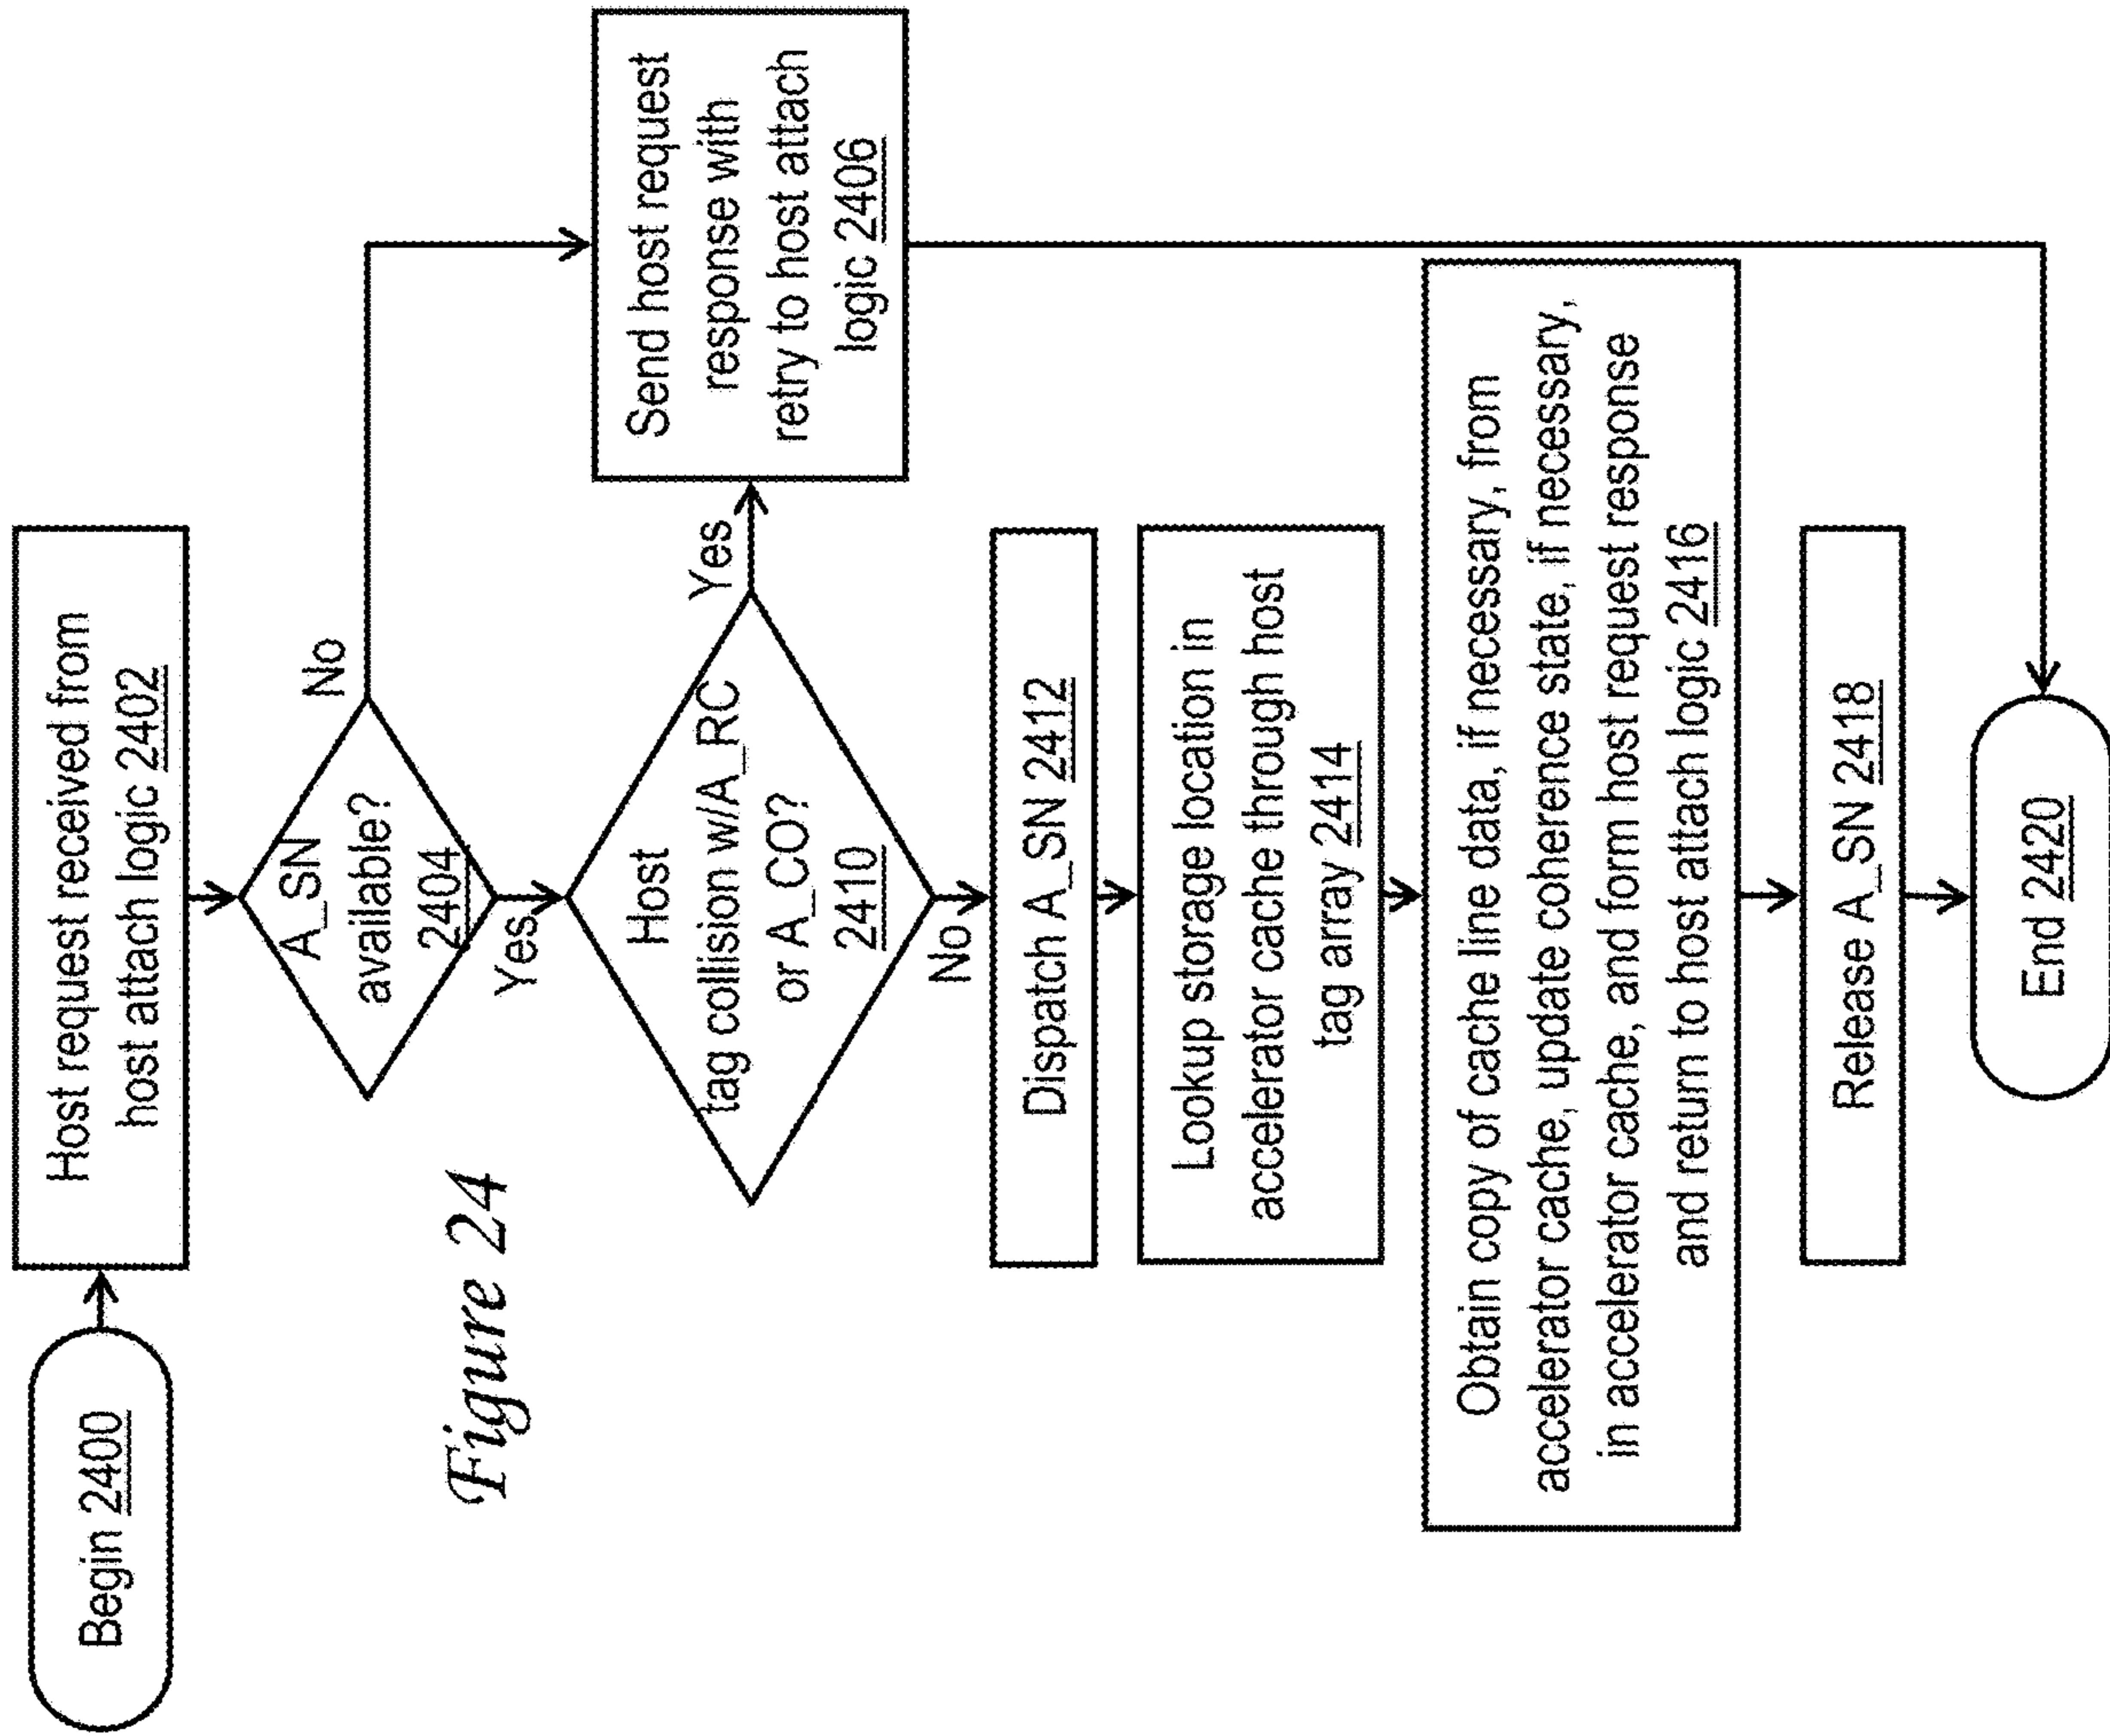 Begin 2400
Host request received from
host attach logic 2402
A_SN
available?
2404
No
Yes
Figure 24
Host
tag collision w/A_RC
or A_CO?
2410
Yes
No
Send host request
response with
retry to host attach
logic 2406
Dispatch A_SN 2412
Lookup storage location in
accelerator cache through host
tag array 2414
Obtain copy of cache line data, if necessary, from
accelerator cache, update coherence state, if necessary,
in accelerator cache, and form host request response
and return to host attach logic 2416
Release A_SN 2418
End 2420